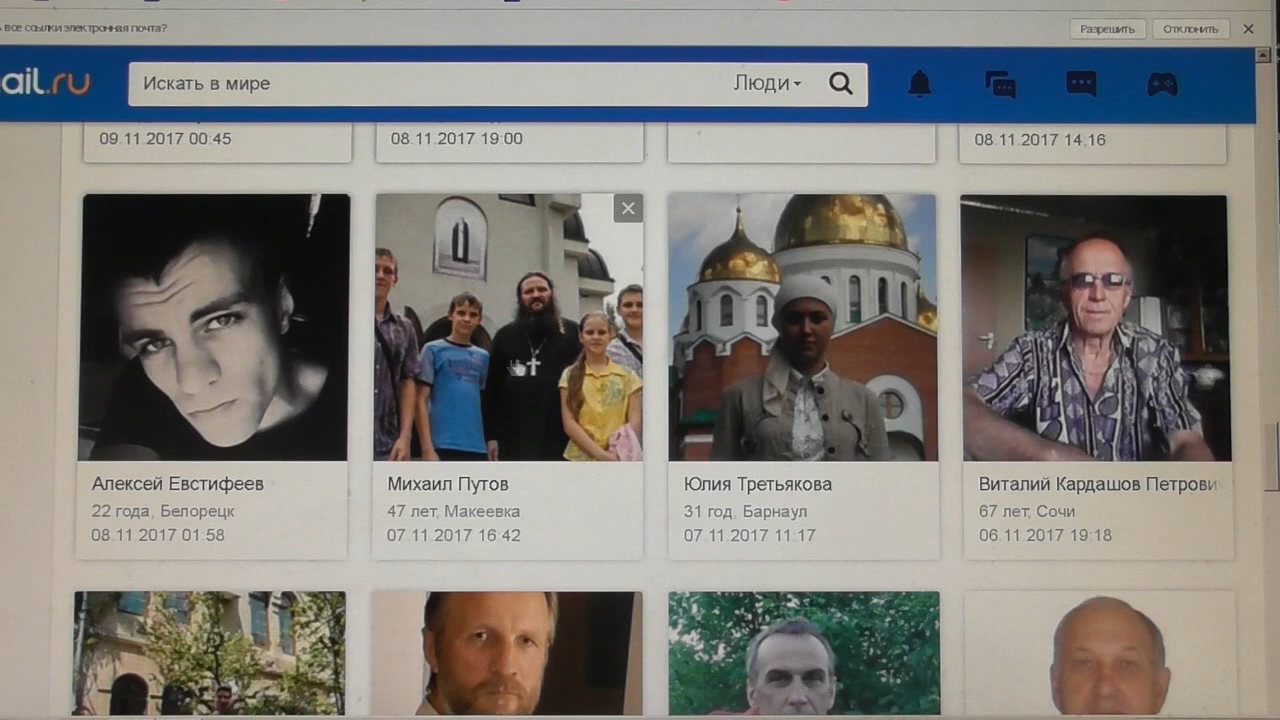 все ссылки электронная почта?
Разрешить
Отклонить
ail.ru
Искать в мире
Люди
09.11.2017 00:45
08.11.2017 19:00
08.11.2017 14:16
Алексей Евстифеев
22 года, Белорецк
08.11.2017 01:58
Михаил Путов
47 лет, Макеевка
07.11.2017 16:42
Юлия Третьякова
31 год, Барнаул
07.11.2017 11:17
Виталий Кардашов Петрович
67 лет, Сочи
06.11.2017 19:18